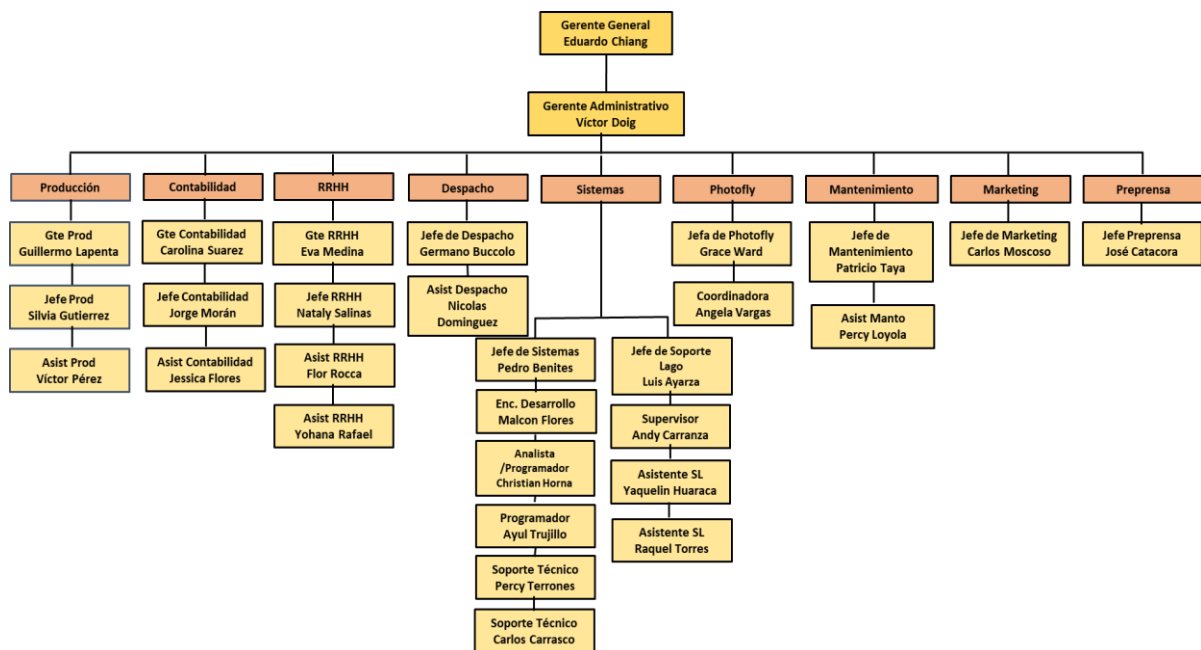 Gerente General
Eduardo Chiang
Gerente Administrativo
Víctor Doig
Producción
Contabilidad
RRHH
Despacho
Sistemas
Photofly
Mantenimiento
Marketing
Preprensa
Gte Prod
Guillermo Lapenta
Jefe Prod
Silvia Gutierrez
Asist Prod
Víctor Pérez
Gte Contabilidad
Carolina Suarez
Jefe Contabilidad
Jorge Morán
Asist Contabilidad
Jessica Flores
Gte RRHH
Eva Medina
Jefe RRHH
Nataly Salinas
Asist RRHH
Flor Rocca
Asist RRHH
Yohana Rafael
Jefe de Despacho
Germano Buccolo
Asist Despacho
Nicolas
Dominguez
Jefe de Sistemas
Pedro Benites
Enc. Desarrollo
Malcon Flores
Analista
/Programador
Christian Horna
Programador
Ayul Trujillo
Soporte Técnico
Percy Terrones
Soporte Técnico
Carlos Carrasco
Jefe de Soporte
Lago
Luis Ayarza
Supervisor
Andy Carranza
Asistente SL
Yaquelin Huaraca
Asistente SL
Raquel Torres
Jefa de Photofly
Grace Ward
Coordinadora
Angela Vargas
Jefe de
Mantenimiento
Patricio Taya
Asist Manto
Percy Loyola
Jefe de Marketing
Carlos Moscoso
Jefe Preprensa
José Catacora